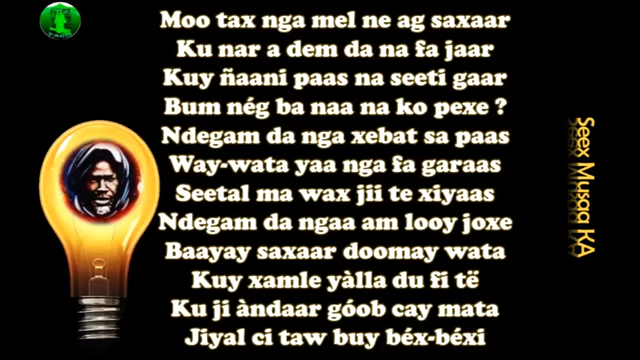 Moo tax nga mel ne ag saxaar
Ku nar a dem da na fa jaar
Kuy ñaani paas na seeti gaar
Bum nég ba naa na ko pexe ?
Ndegam da nga xebat sa paas
Way-wata yaa nga fa garaas
Seetal ma wax jii te xiyaas
Ndegam da ngaa am looy joxe
Baayay saxaar doomay wata
Kuy xamle yàlla du fi të
Ku ji àndaar góob cay mata
Jiyal ci taw buy béx-béxi
Seex Musaa KA